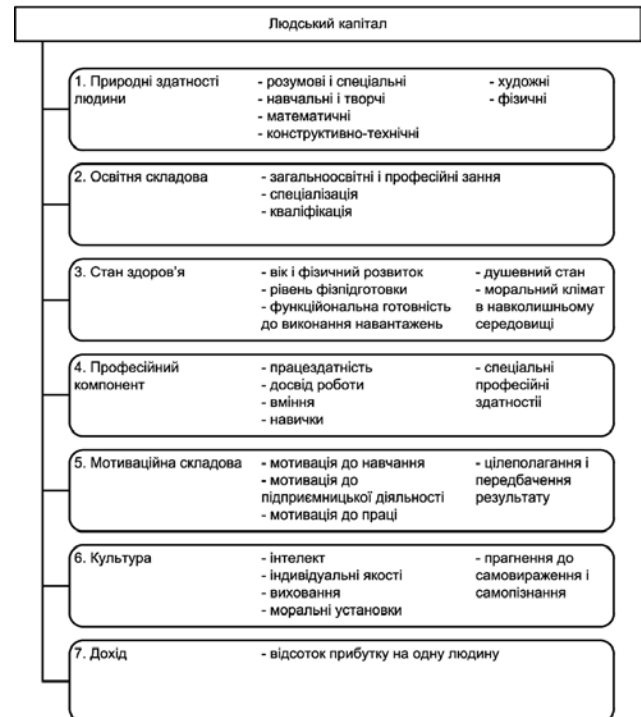 Людський капітал
1. Природні здатності
людини
- розумові і спеціальні
- навчальні і творчі
- математичні
- конструктивно-технічні
- художні
- фізичні
2. Освітня складова
- загальноосвітні і професійні зання
- спеціалізація
- кваліфікація
3. Стан здоров'я
- вік і фізичний розвиток
- рівень фізпідготовки
- функційональна готовність
до виконання навантажень
- душевний стан
- моральний клімат
в навколишньому
середовищі
4. Професійний
компонент
- працездатність
- досвід роботи
- вміння
- навички
- спеціальні
професійні
здатностіі
5. Мотиваційна складова
- мотивація до навчання
- мотивація до
підприємницької діяльності
- мотивація до праці
- цілеполагання і
передбачення
результату
6. Культура
- інтелект
- індивідуальні якості
- виховання
- моральні установки
- прагнення до
самовираження і
самопізнання
7. Дохід
- відсоток прибутку на одну людину